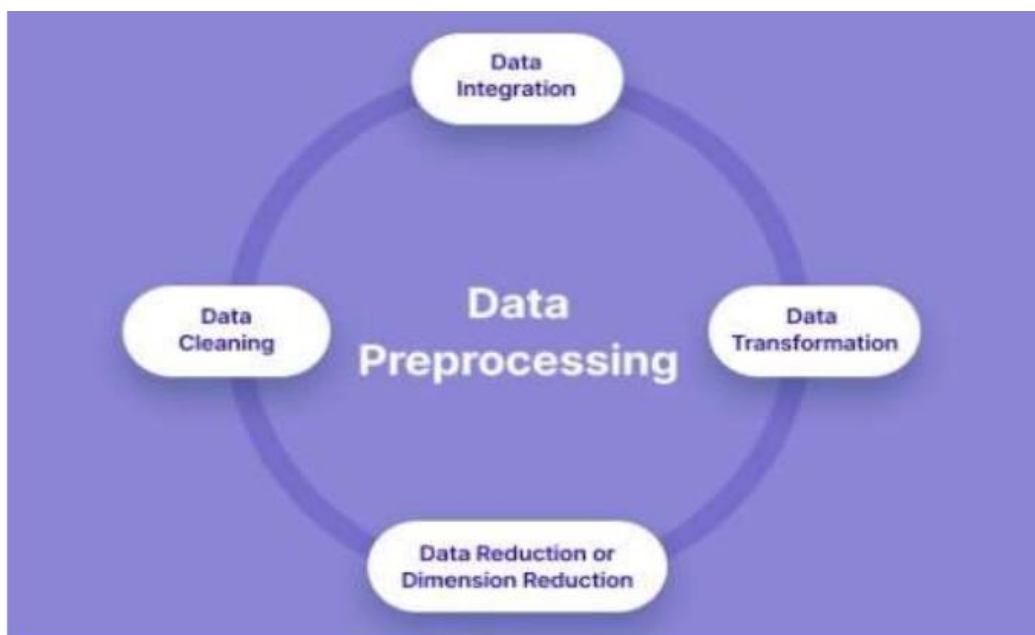 Data
Integration
Data
Cleaning
Data
Preprocessing
Data
Transformation
Data Reduction or
Dimension Reduction